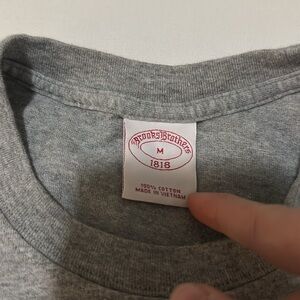 Brooks Brothers
M
1818
100% COTTON
MADE IN VIETNAM